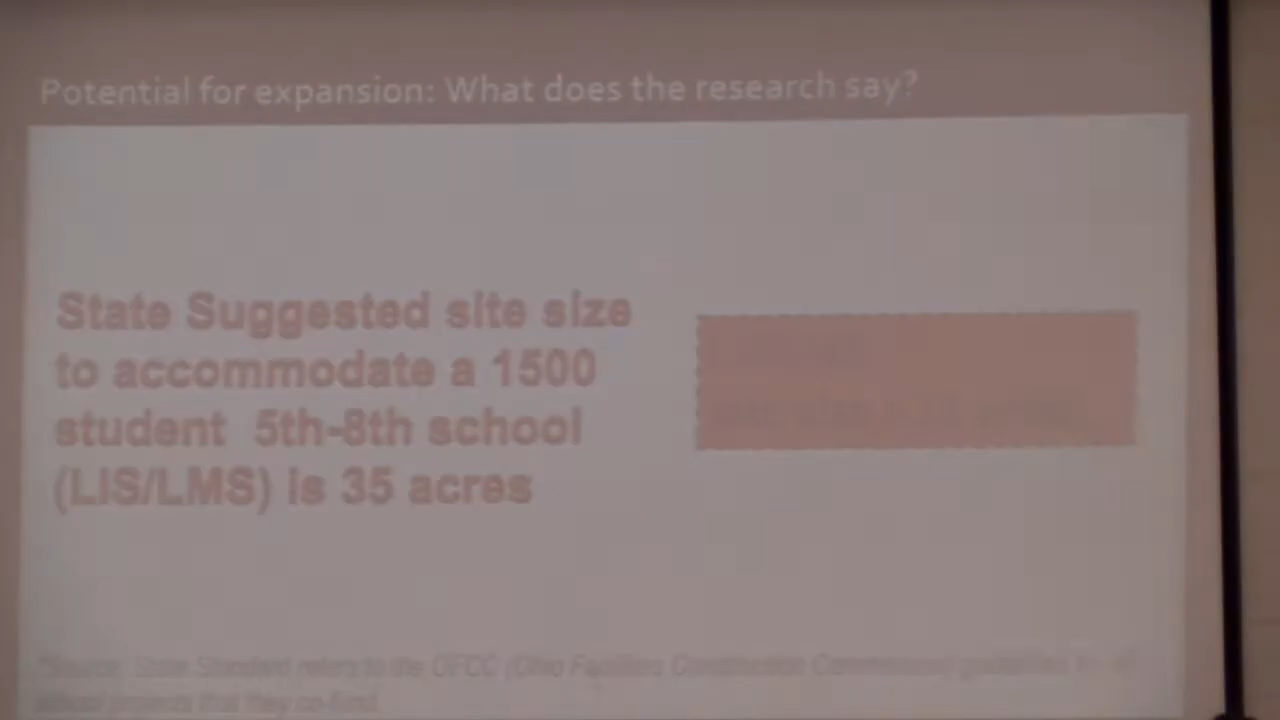 Potential for expansion: What does the research say?
State Suggested site size
to accommodate a 1500
student 5th-8th school
(LIS/LMS) is 35 acres
*Source: State Standard refers to the OFCC (Ohio Facilities Construction Commission) guidelines
school projects that they co-fund